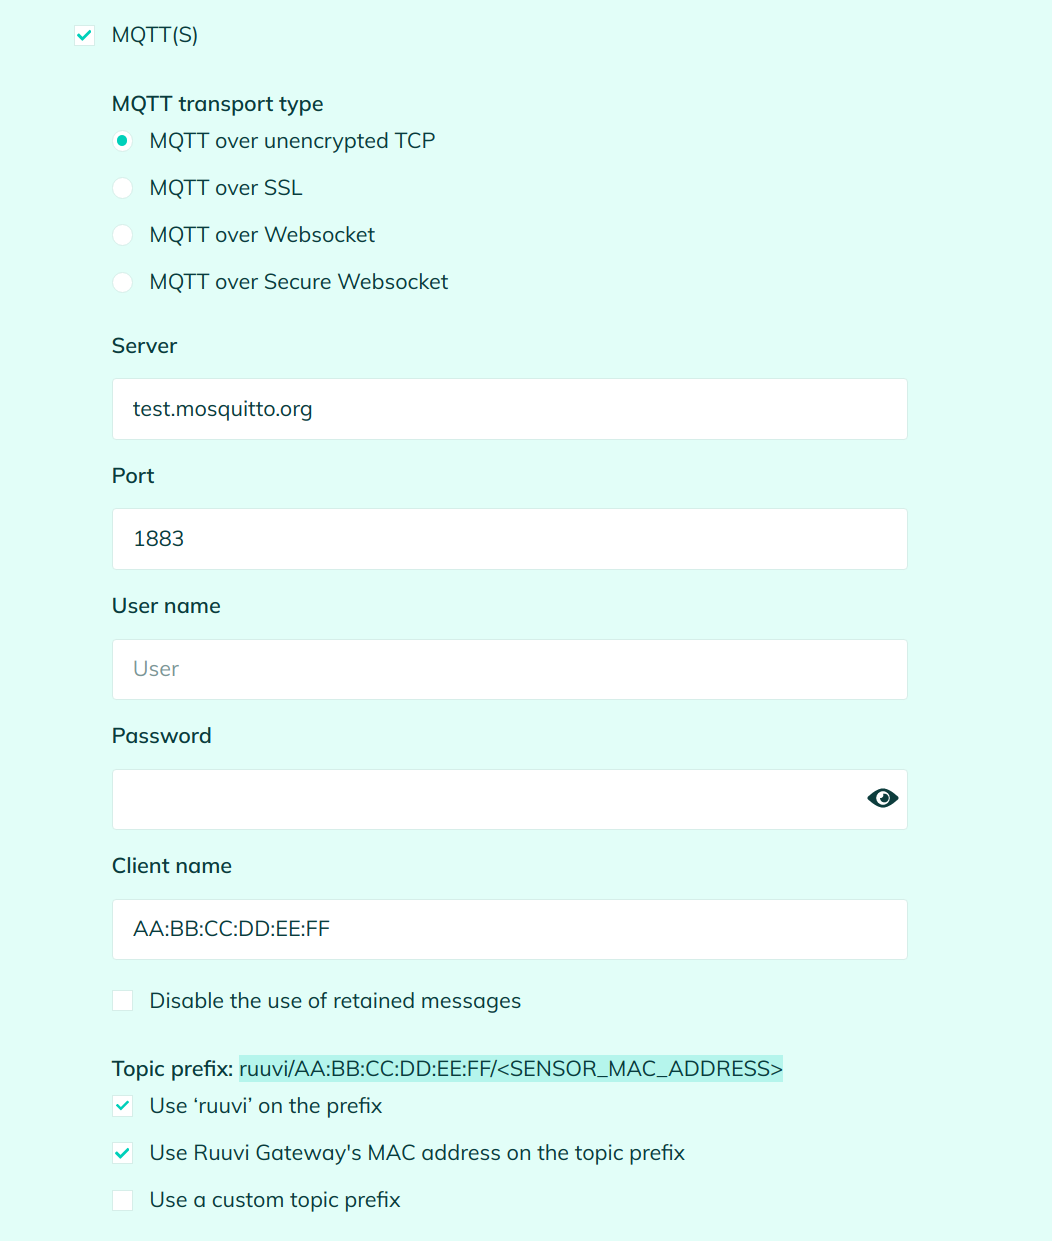 MQTT(S)
MQTT transport type
MQTT over unencrypted TCP
MQTT over SSL
MQTT over Websocket
MQTT over Secure Websocket
Server
test.mosquitto.org
Port
1883
User name
User
Password
Client name
AA:BB:CC:DD:EE:FF
Disable the use of retained messages
Topic prefix: ruuvi/AA:BB:CC:DD:EE:FF/<SENSOR_MAC_ADDRESS>
Use ‘ruuvi’ on the prefix
Use Ruuvi Gateway's MAC address on the topic prefix
Use a custom topic prefix